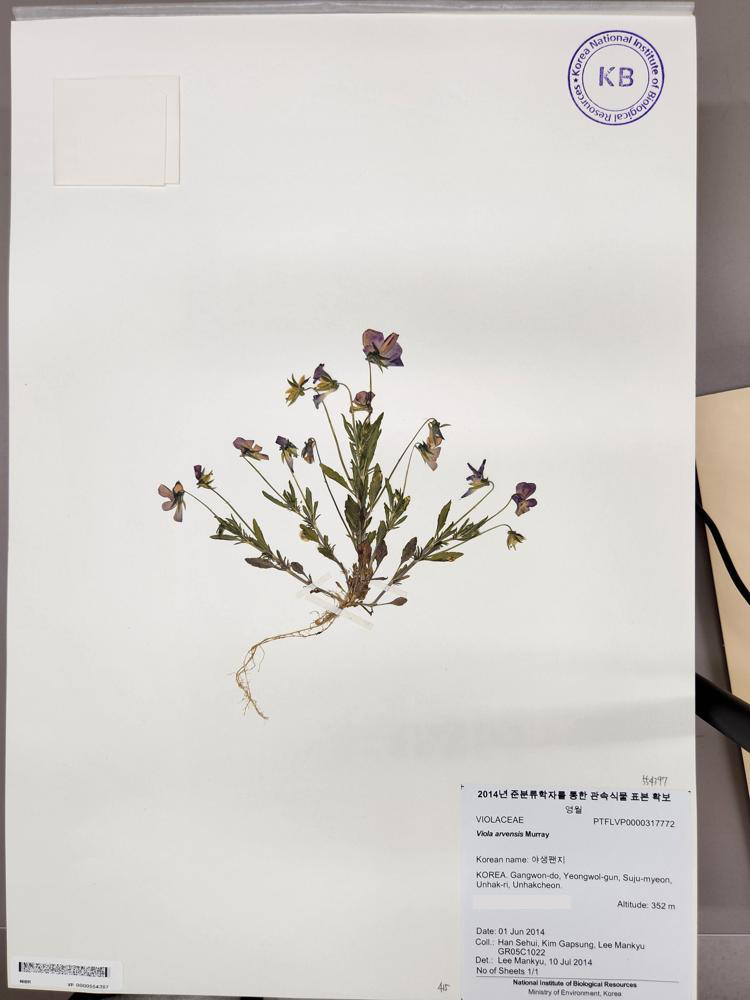 ★Korea National Institute of Biological Resources
KB
554397
2014년 준분류학자를 통한 관속식물 표본 확보
영월
VIOLACEAE PTFLVP0000317772
Viola arvensis Murray
Korean name: 야생팬지
KOREA. Gangwon-do, Yeongwol-gun, Suju-myeon,
Unhak-ri, Unhakcheon.
Altitude: 352 m
Date: 01 Jun 2014
Coll.: Han Sehui, Kim Gapsung, Lee Mankyu
GR05C1022
Det.: Lee Mankyu, 10 Jul 2014
No of Sheets 1/1
National Institute of Biological Resources
Ministry of Environment, Korea
VP 0000554397